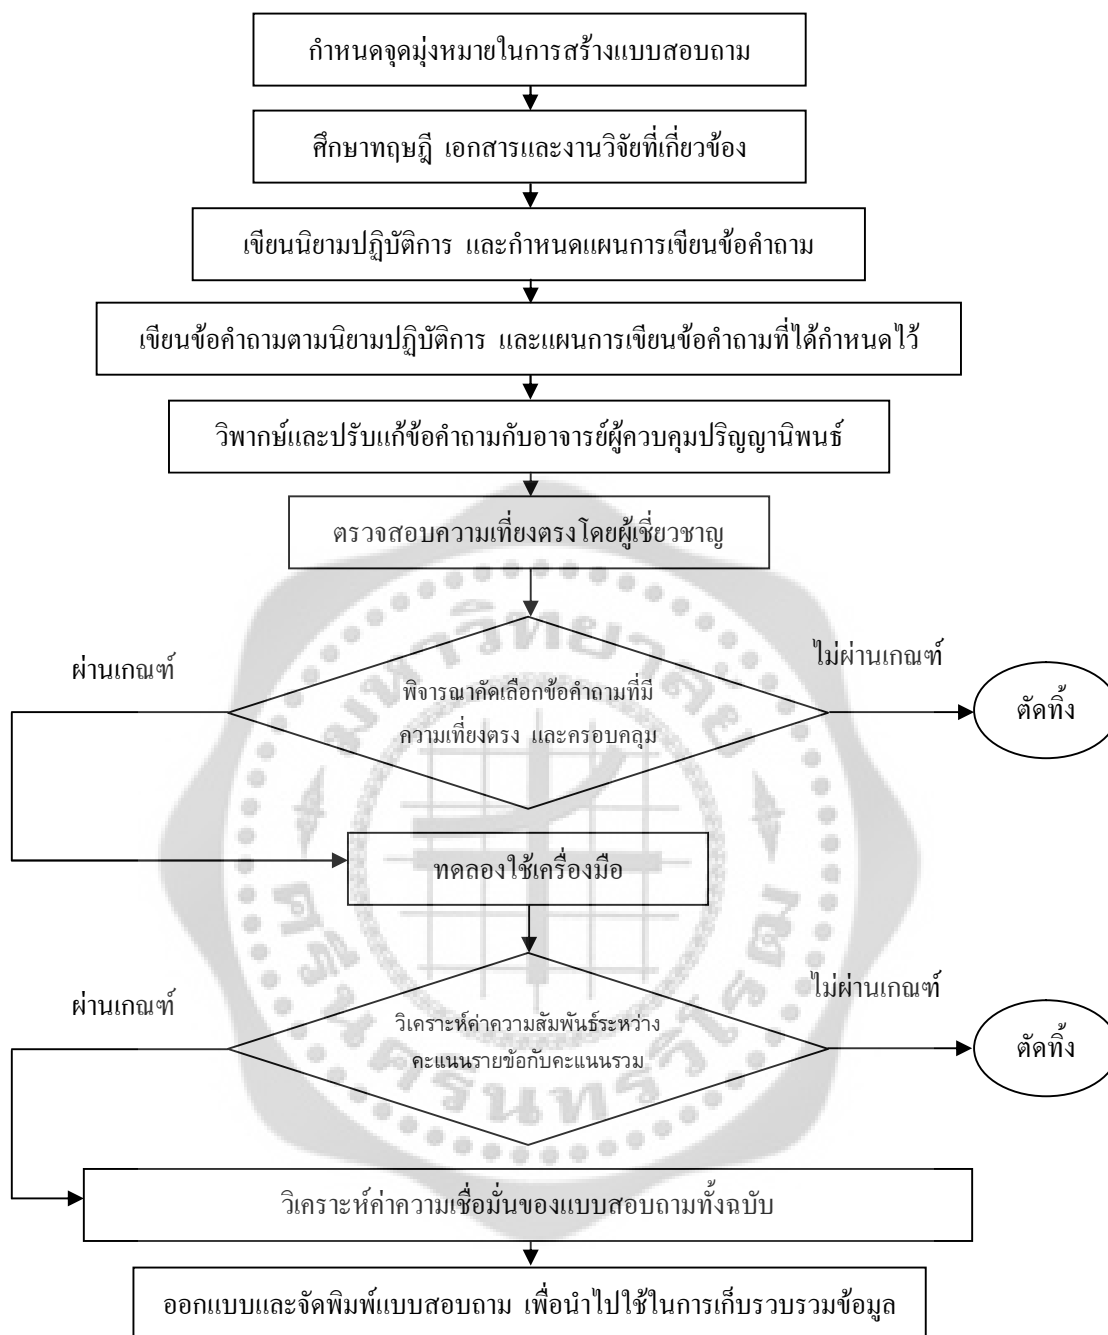 กำหนดจุดมุ่งหมายในการสร้างแบบสอบถาม
ศึกษาทฤษฎี เอกสารและงานวิจัยที่เกี่ยวข้อง
เขียนนิยามปฏิบัติการ และกำหนดแผนการเขียนข้อคำถาม
เขียนข้อคำถามตามนิยามปฏิบัติการ และแผนการเขียนข้อคำถามที่ได้กำหนดไว้
วิพากษ์และปรับแก้ข้อคำถามกับอาจารย์ผู้ควบคุมปริญญานิพนธ์
ตรวจสอบความเที่ยงตรงโดยผู้เชี่ยวชาญ
ผ่านเกณฑ์
ไม่ผ่านเกณฑ์
พิจารณาคัดเลือกข้อคำถามที่มี
ความเที่ยงตรง และครอบคลุม
ตัดทิ้ง
ทดลองใช้เครื่องมือ
ผ่านเกณฑ์
ไม่ผ่านเกณฑ์
วิเคราะห์ค่าความสัมพันธ์ระหว่าง
คะแนนรายข้อกับคะแนนรวม
ตัดทิ้ง
วิเคราะห์ค่าความเชื่อมั่นของแบบสอบถามทั้งฉบับ
ออกแบบและจัดพิมพ์แบบสอบถาม เพื่อนำไปใช้ในการเก็บรวบรวมข้อมูล
มหาวิทยาลัย
ศรีนครินทรวิโรฒ